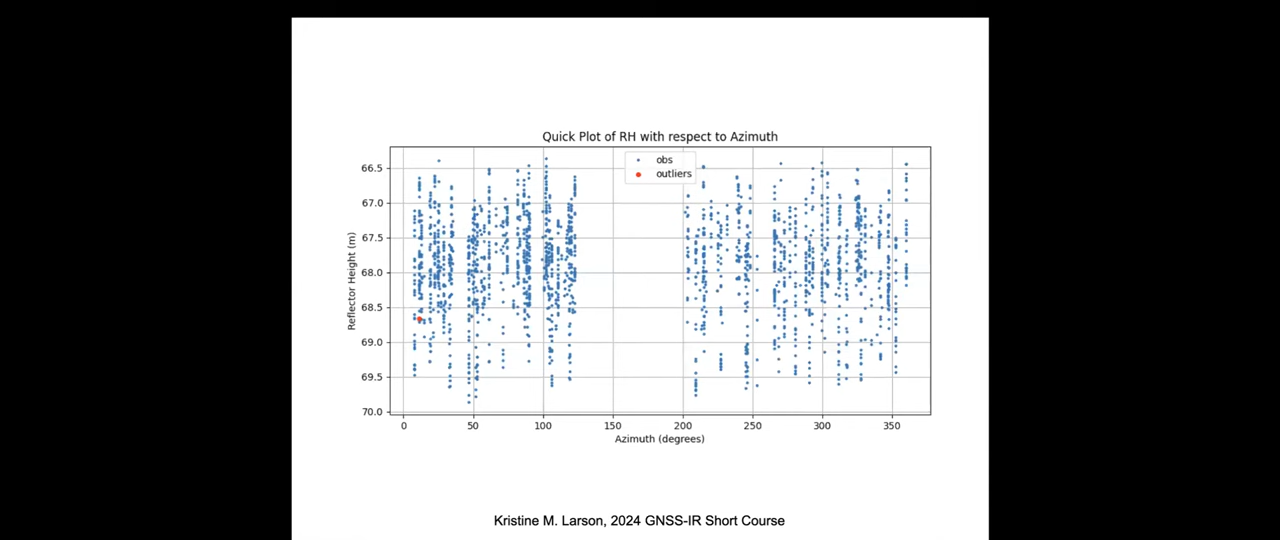 Quick Plot of RH with respect to Azimuth
obs
outliers
Reflector Height (m)
66.5
67.0
67.5
68.0
68.5
69.0
69.5
70.0
0 50 100 150 200 250 300 350
Azimuth (degrees)
Kristine M. Larson, 2024 GNSS-IR Short Course